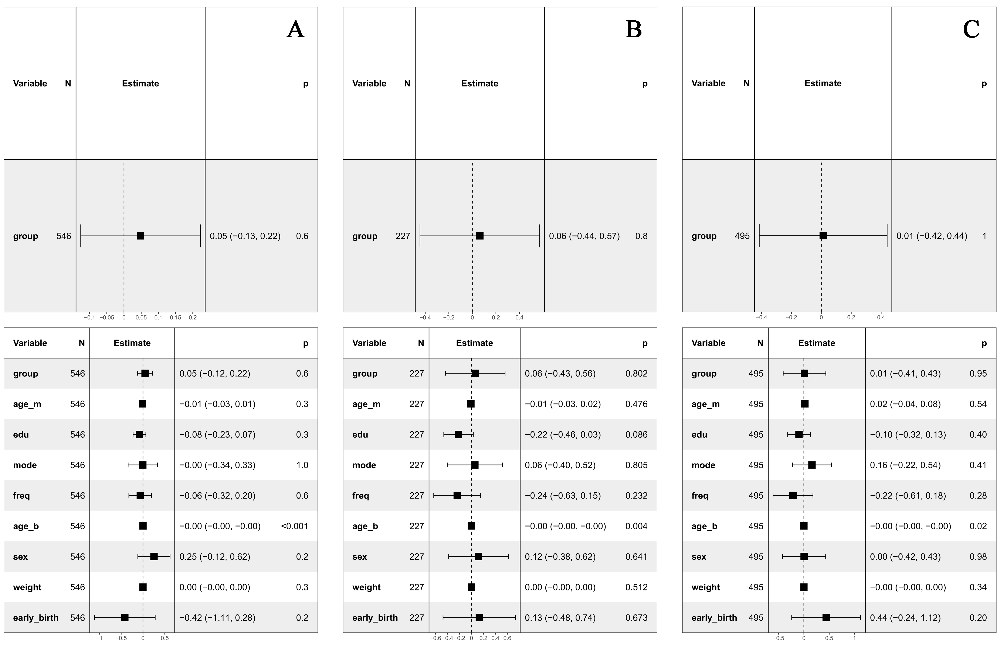 A
Variable N Estimate p
group 546 0.05 (−0.13, 0.22) 0.6
−0.1 −0.05 0 0.05 0.1 0.15 0.2
B
Variable N Estimate p
group 227 0.06 (−0.44, 0.57) 0.8
−0.4 −0.2 0 0.2 0.4
C
Variable N Estimate p
group 495 0.01 (−0.42, 0.44) 1
−0.4 −0.2 0 0.2 0.4
Variable N Estimate p
group 546 0.05 (−0.12, 0.22) 0.6
age_m 546 −0.01 (−0.03, 0.01) 0.3
edu 546 −0.08 (−0.23, 0.07) 0.3
mode 546 −0.00 (−0.34, 0.33) 1.0
freq 546 −0.06 (−0.32, 0.20) 0.6
age_b 546 −0.00 (−0.00, −0.00) <0.001
sex 546 0.25 (−0.12, 0.62) 0.2
weight 546 0.00 (−0.00, 0.00) 0.3
early_birth 546 −0.42 (−1.11, 0.28) 0.2
−1 −0.5 0 0.5
Variable N Estimate p
group 227 0.06 (−0.43, 0.56) 0.802
age_m 227 −0.01 (−0.03, 0.02) 0.476
edu 227 −0.22 (−0.46, 0.03) 0.086
mode 227 0.06 (−0.40, 0.52) 0.805
freq 227 −0.24 (−0.63, 0.15) 0.232
age_b 227 −0.00 (−0.00, −0.00) 0.004
sex 227 0.12 (−0.38, 0.62) 0.641
weight 227 0.00 (−0.00, 0.00) 0.512
early_birth 227 0.13 (−0.48, 0.74) 0.673
−0.6 −0.4 −0.2 0 0.2 0.4 0.6
Variable N Estimate p
group 495 0.01 (−0.41, 0.43) 0.95
age_m 495 0.02 (−0.04, 0.08) 0.54
edu 495 −0.10 (−0.32, 0.13) 0.40
mode 495 0.16 (−0.22, 0.54) 0.41
freq 495 −0.22 (−0.61, 0.18) 0.28
age_b 495 −0.00 (−0.00, −0.00) 0.02
sex 495 0.00 (−0.42, 0.43) 0.98
weight 495 −0.00 (−0.00, 0.00) 0.34
early_birth 495 0.44 (−0.24, 1.12) 0.20
−0.5 0 0.5 1